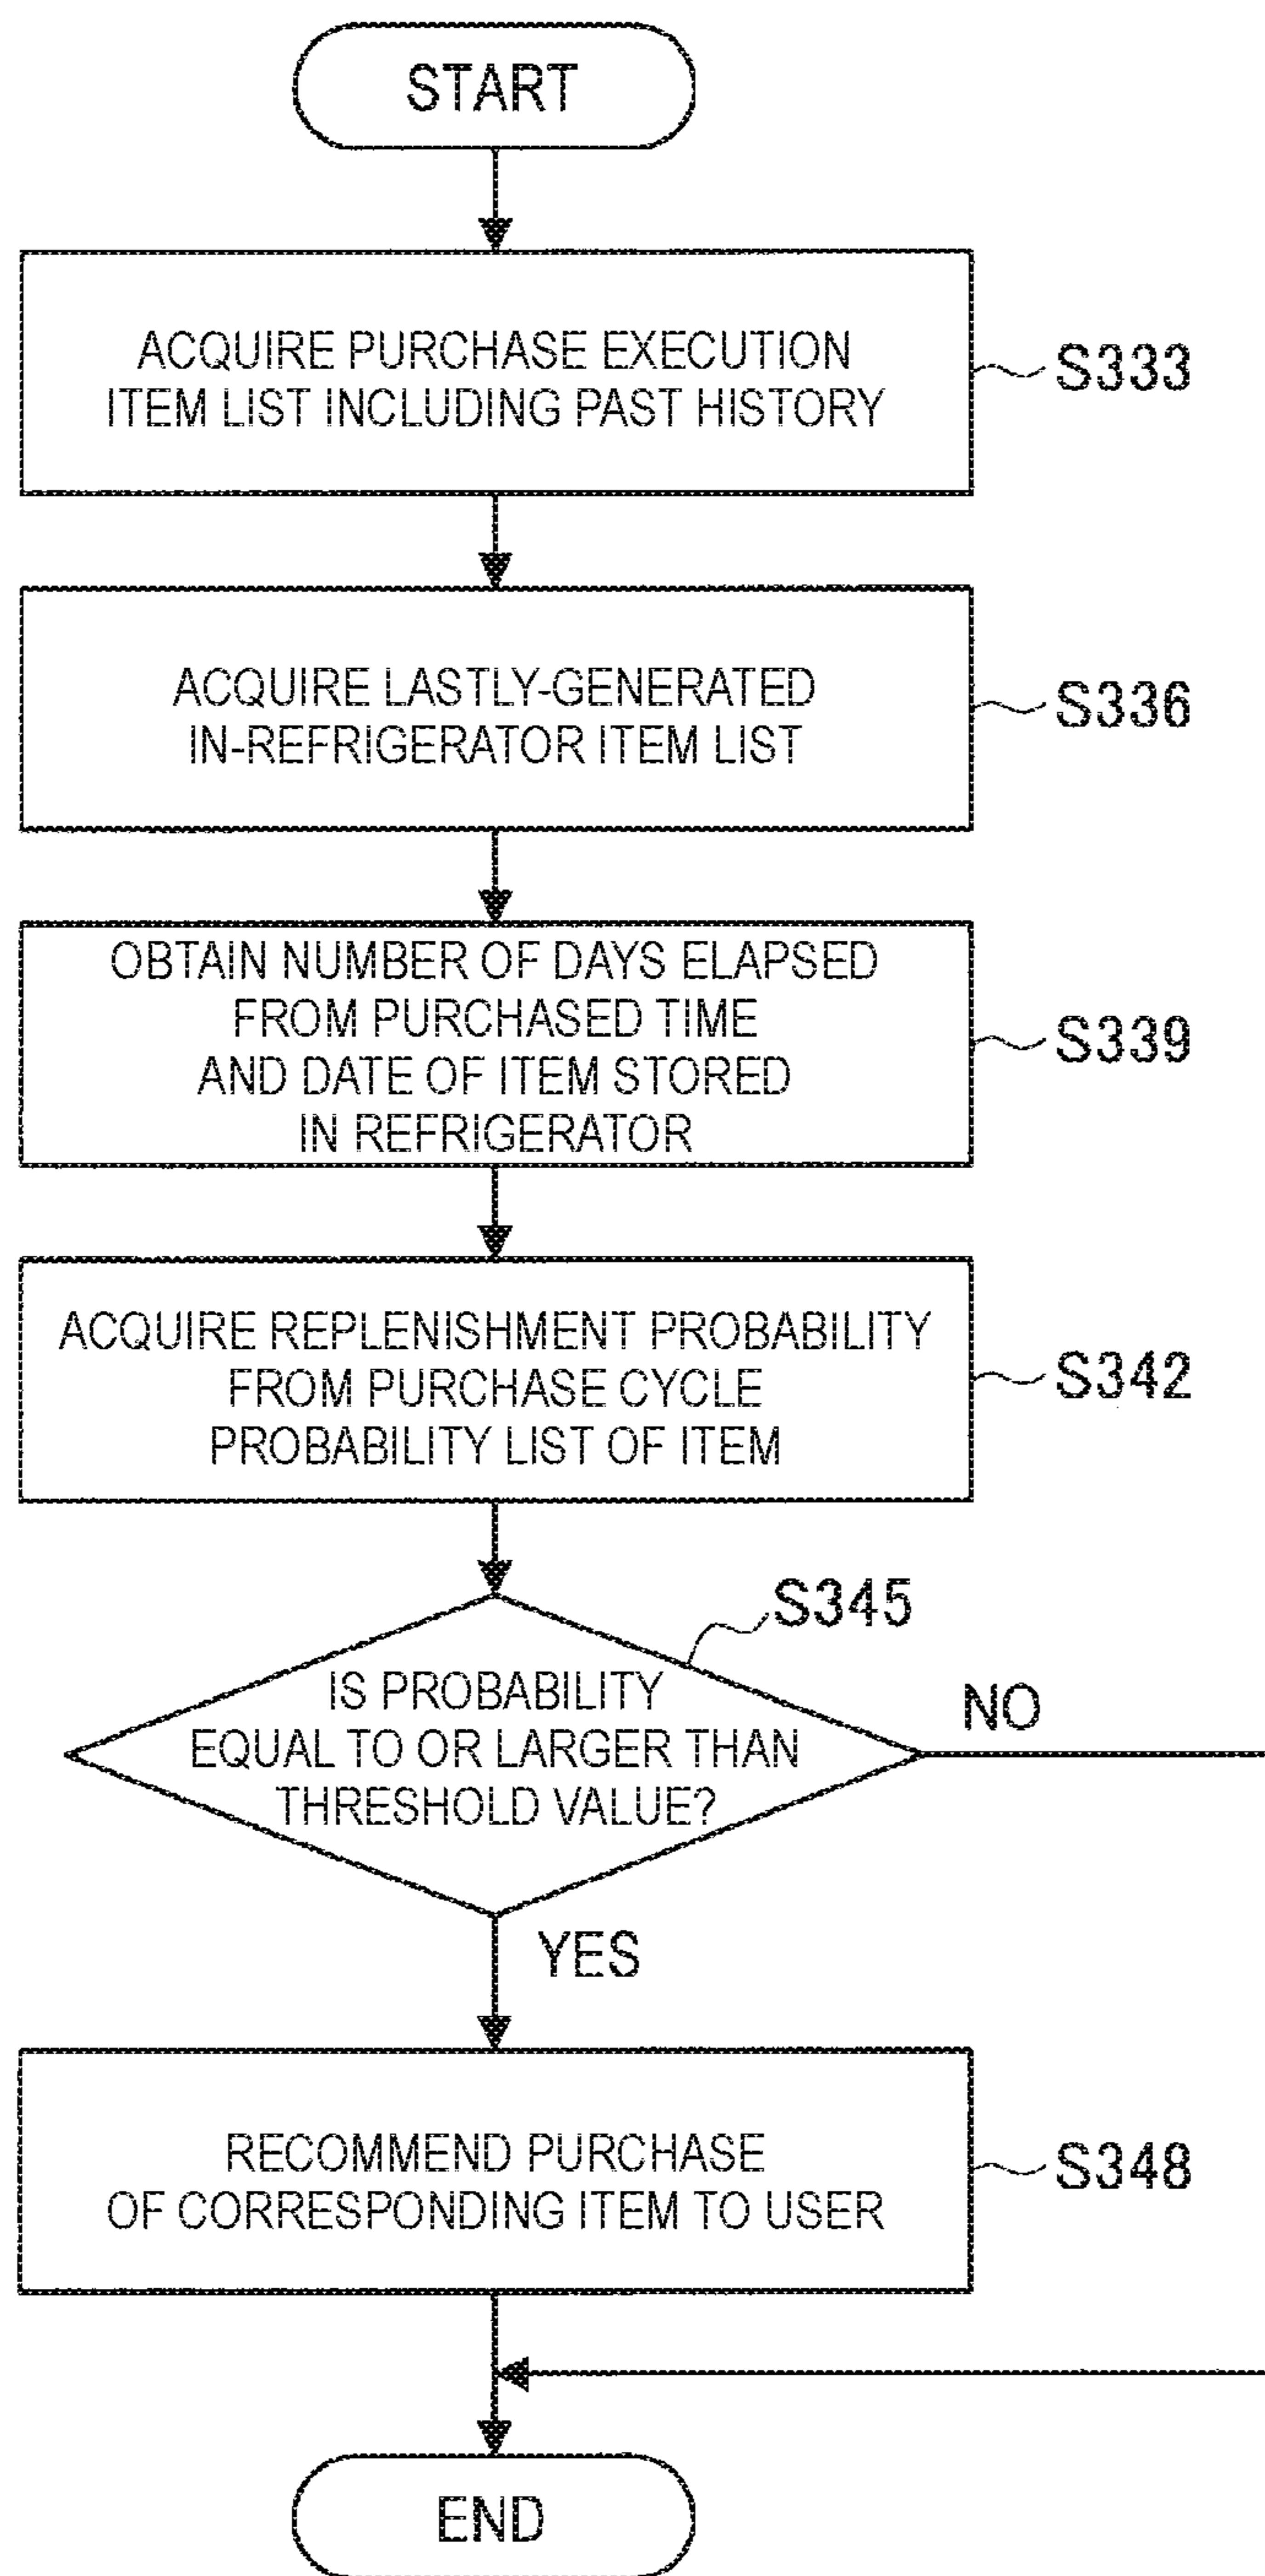 START
ACQUIRE PURCHASE EXECUTION
ITEM LIST INCLUDING PAST HISTORY
S333
ACQUIRE LASTLY-GENERATED
IN-REFRIGERATOR ITEM LIST
S336
OBTAIN NUMBER OF DAYS ELAPSED
FROM PURCHASED TIME
AND DATE OF ITEM STORED
IN REFRIGERATOR
S339
ACQUIRE REPLENISHMENT PROBABILITY
FROM PURCHASE CYCLE
PROBABILITY LIST OF ITEM
S342
S345
IS PROBABILITY
EQUAL TO OR LARGER THAN
THRESHOLD VALUE?
NO
YES
RECOMMEND PURCHASE
OF CORRESPONDING ITEM TO USER
S348
END